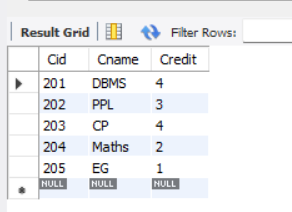 Result Grid Filter Rows:
Cid Cname Credit
201 DBMS 4
202 PPL 3
203 CP 4
204 Maths 2
205 EG 1
NULL NULL NULL